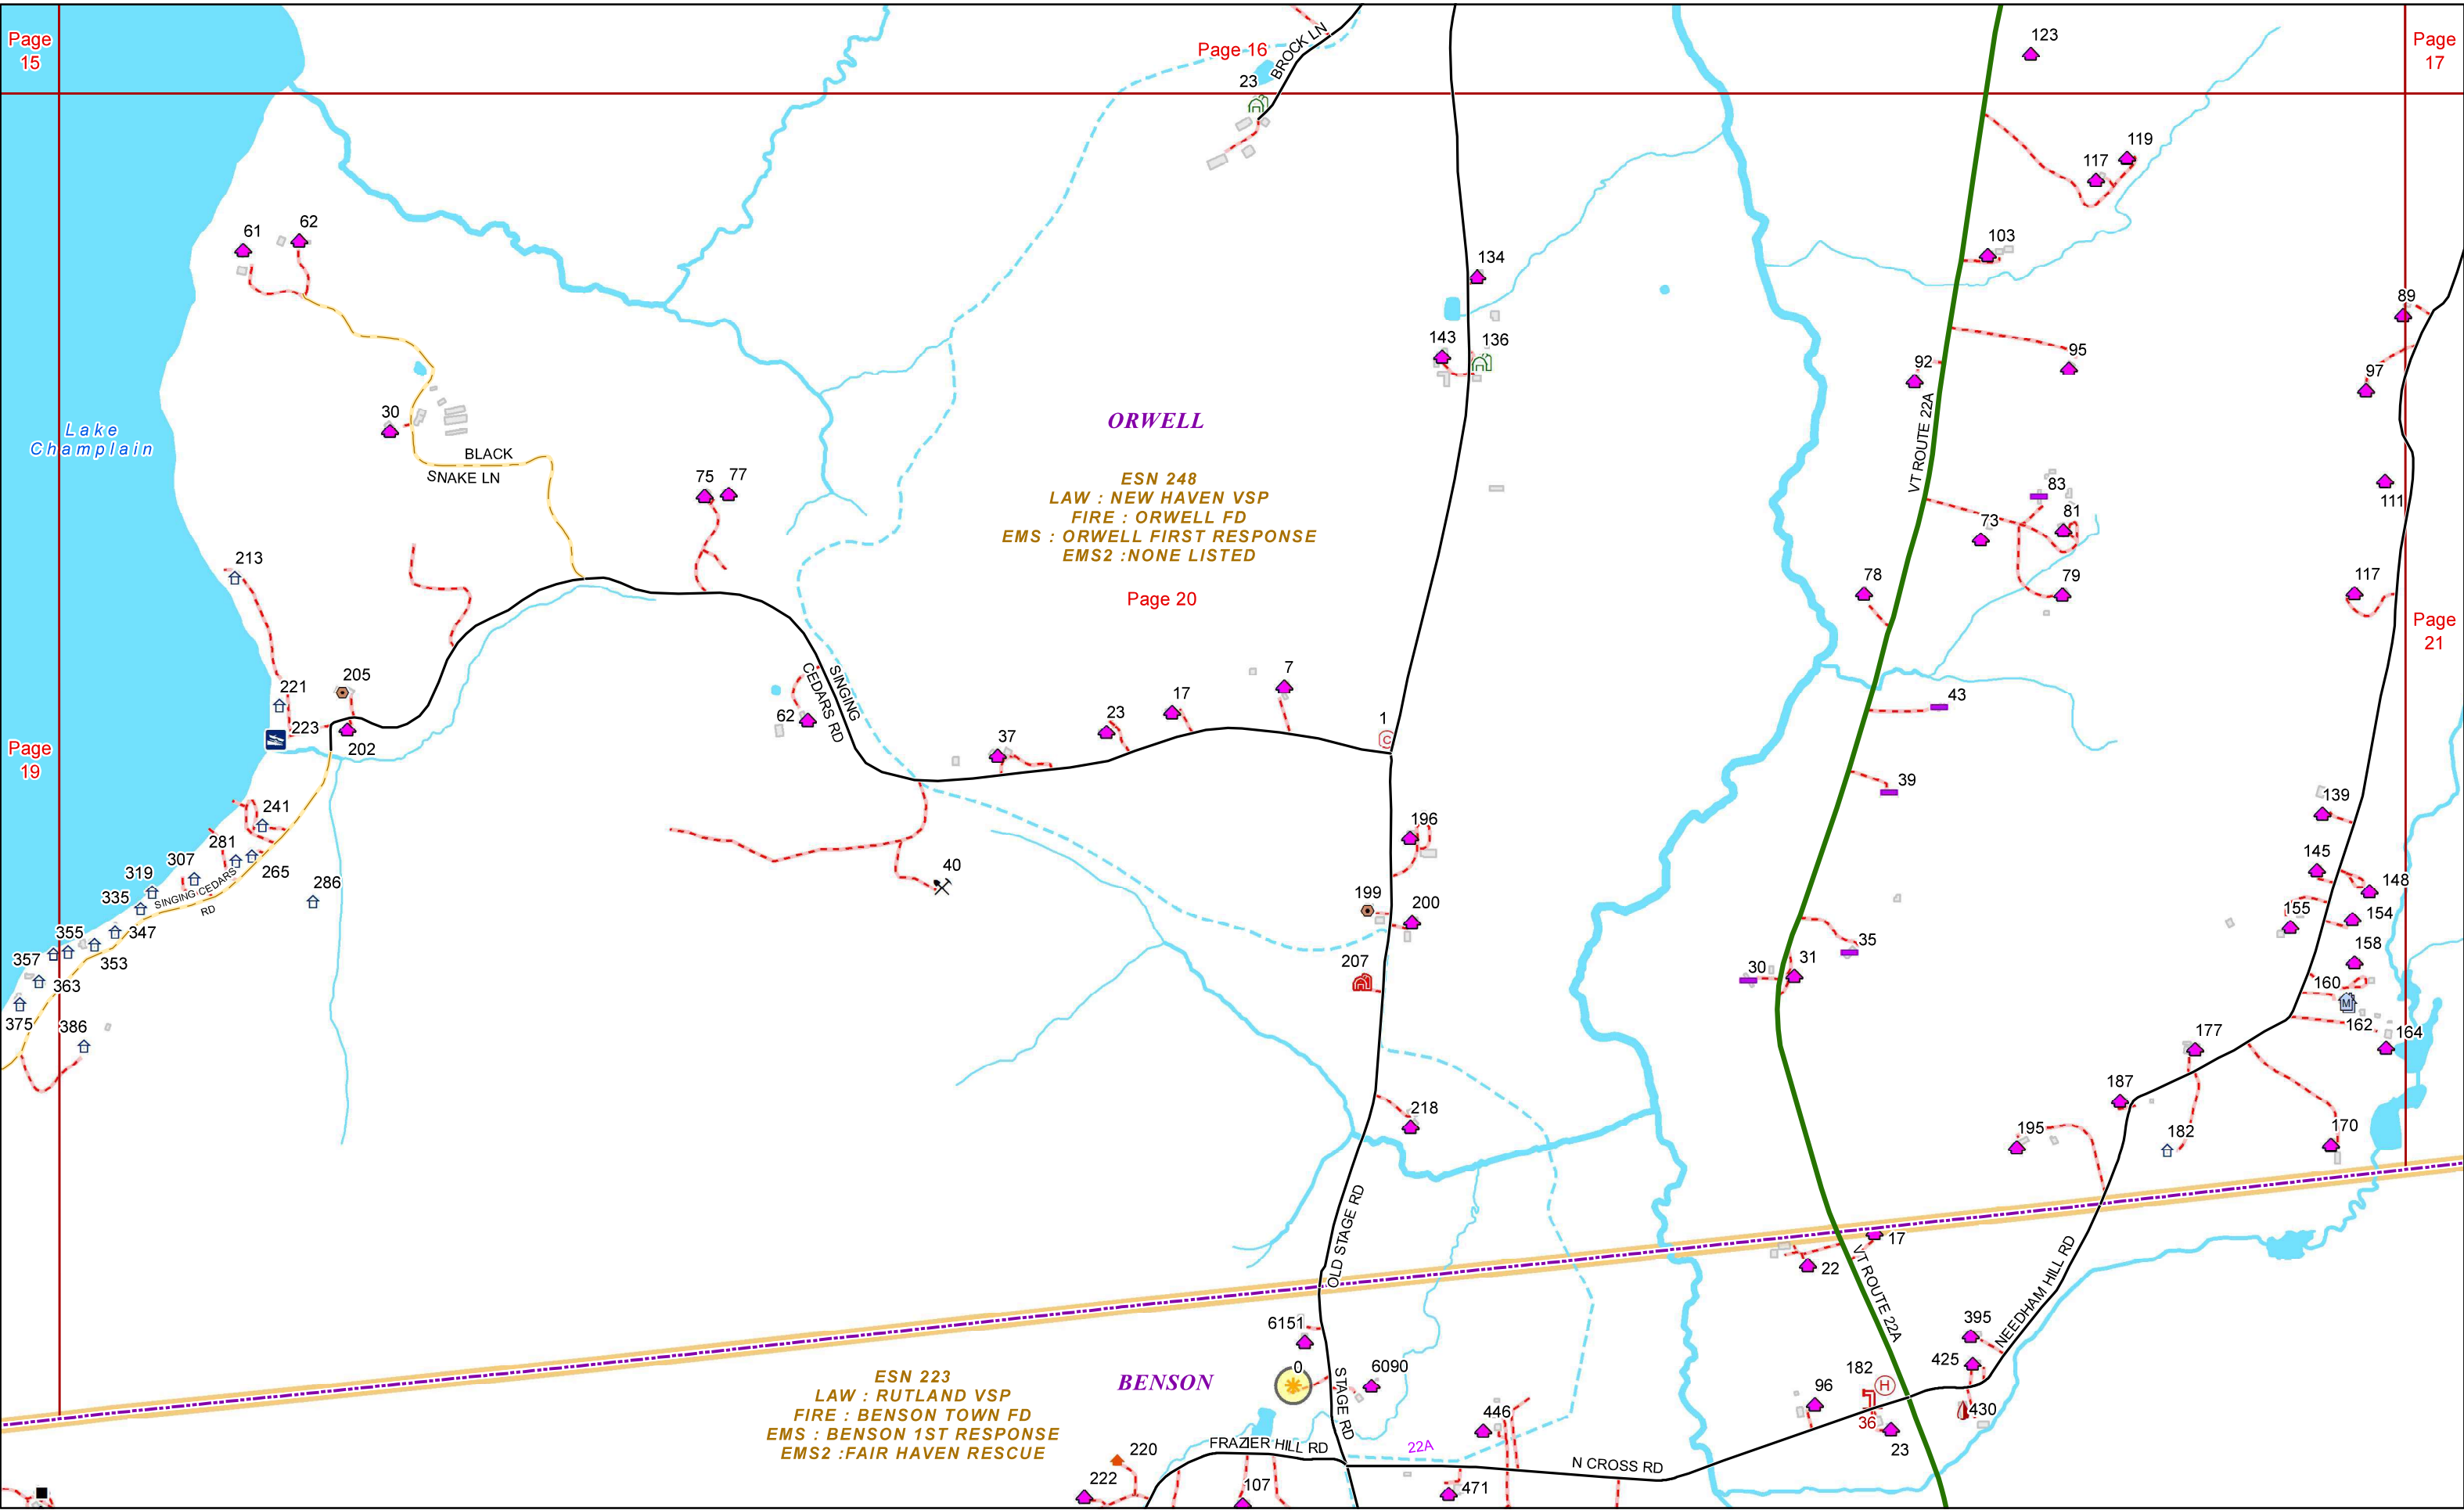 Page
15
Page 16
BROCK LN
23
123
Page
17
119
117
61
62
103
134
89
143
136
92
95
97
ORWELL
30
Lake
Champlain
BLACK
SNAKE LN
VT ROUTE 22A
75
77
ESN 248
LAW : NEW HAVEN VSP
FIRE : ORWELL FD
EMS : ORWELL FIRST RESPONSE
EMS2 :NONE LISTED
83
111
81
73
213
78
79
117
Page 20
Page
21
205
221
7
SINGING
CEDARS RD
17
43
62
23
1
223
202
37
Page
19
39
241
139
196
281
307
265
145
40
319
286
148
335
SINGING CEDARS
RD
199
200
155
154
355
347
35
158
357
353
207
30
31
363
160
375
386
162
164
177
187
218
195
182
170
OLD STAGE RD
17
22
VT ROUTE 22A
NEEDHAM HILL RD
6151
395
0
6090
425
ESN 223
LAW : RUTLAND VSP
FIRE : BENSON TOWN FD
EMS : BENSON 1ST RESPONSE
EMS2 :FAIR HAVEN RESCUE
BENSON
STAGE RD
182
H
96
446
36
430
23
220
FRAZIER HILL RD
22A
N CROSS RD
222
107
471
C
M